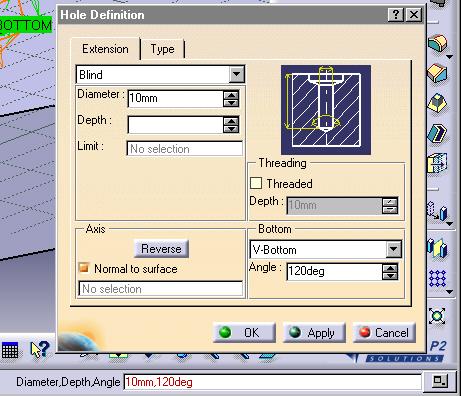 Hole Definition
BOTTOM
Extension
Type
Blind
Diameter : 10mm
Depth :
Limit : No selection
Threading
Threaded
Depth : 10mm
Axis
Reverse
Normal to surface
No selection
Bottom
V-Bottom
Angle : 120deg
OK
Apply
Cancel
P2
SOLUTIONS
Diameter,Depth,Angle 10mm,120deg